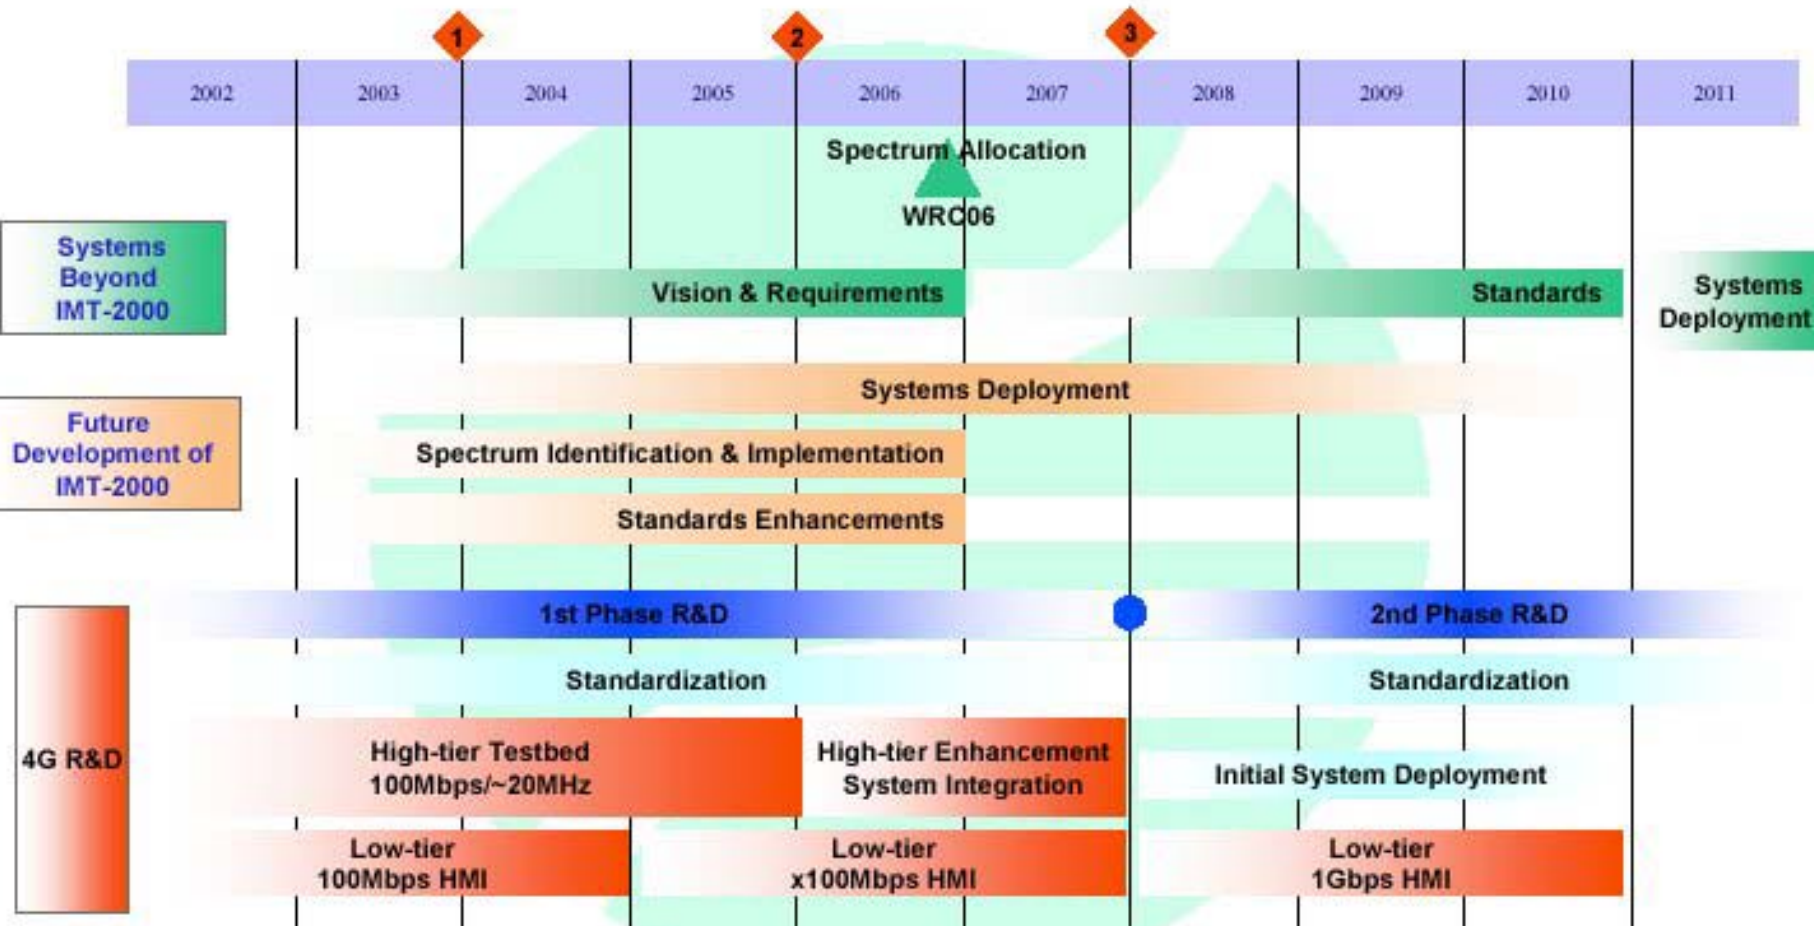 1
2
3
2002 2003 2004 2005 2006 2007 2008 2009 2010 2011
Spectrum Allocation
WRC06
Systems
Beyond
IMT-2000
Vision & Requirements
Standards
Systems
Deployment
Systems Deployment
Future
Development of
IMT-2000
Spectrum Identification & Implementation
Standards Enhancements
4G R&D
1st Phase R&D
2nd Phase R&D
Standardization
Standardization
High-tier Testbed
100Mbps/~20MHz
High-tier Enhancement
System Integration
Initial System Deployment
Low-tier
100Mbps HMI
Low-tier
x100Mbps HMI
Low-tier
1Gbps HMI